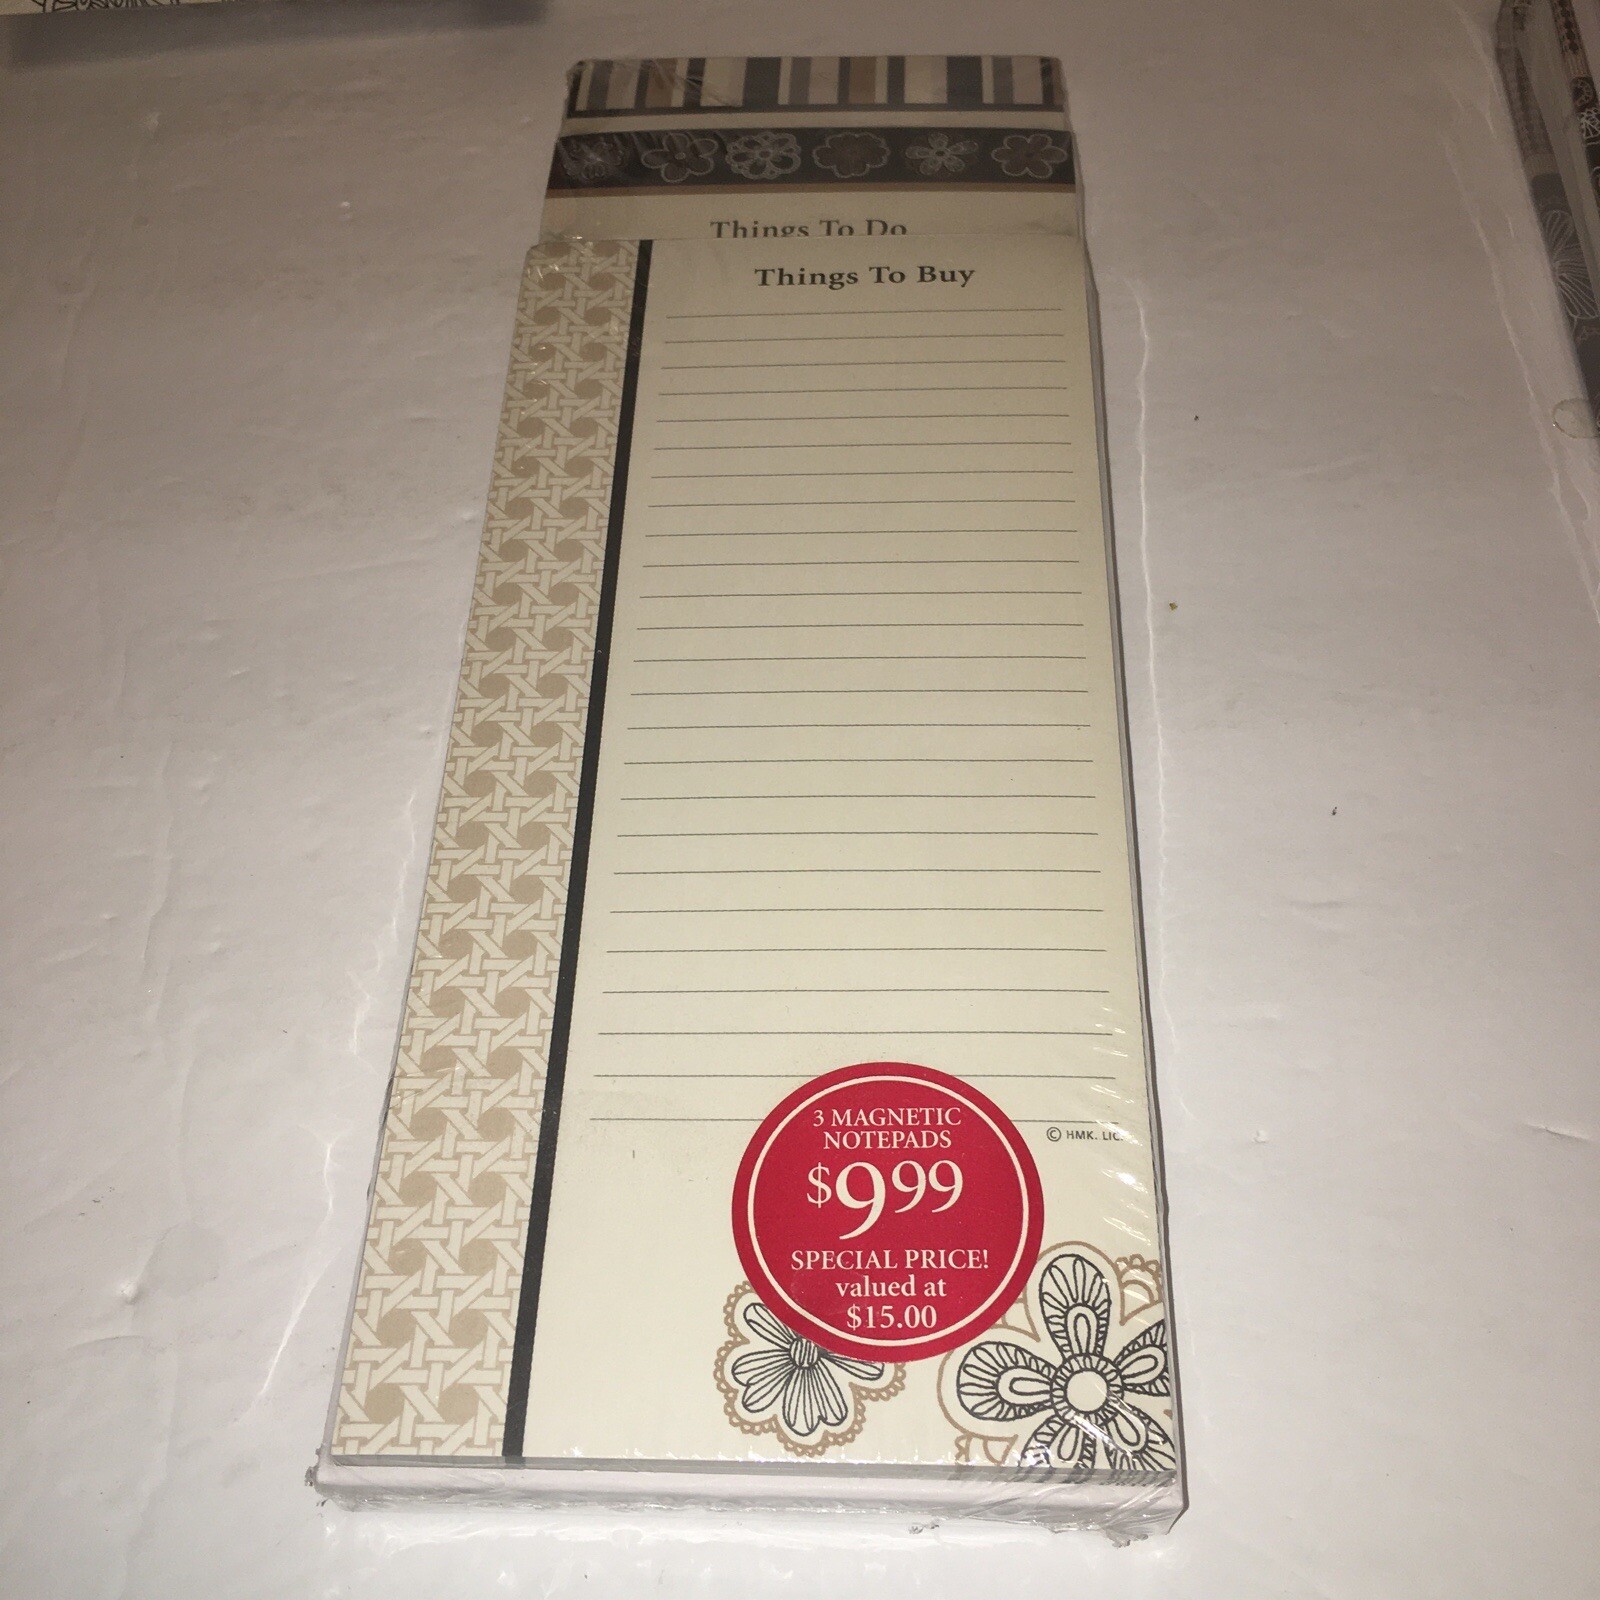 Things To Do
Things To Buy
© HMK. LIC.
3 MAGNETIC
NOTEPADS
$9.99
SPECIAL PRICE!
valued at
$15.00